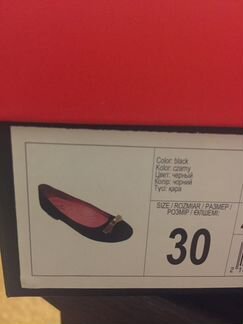 Color: black
Kolor: czarny
Цвет: черный
Колір: чорний
Түсі: қара
SIZE / ROZMIAR / РАЗМЕР /
РОЗМІР / ӨЛШЕМІ:
30